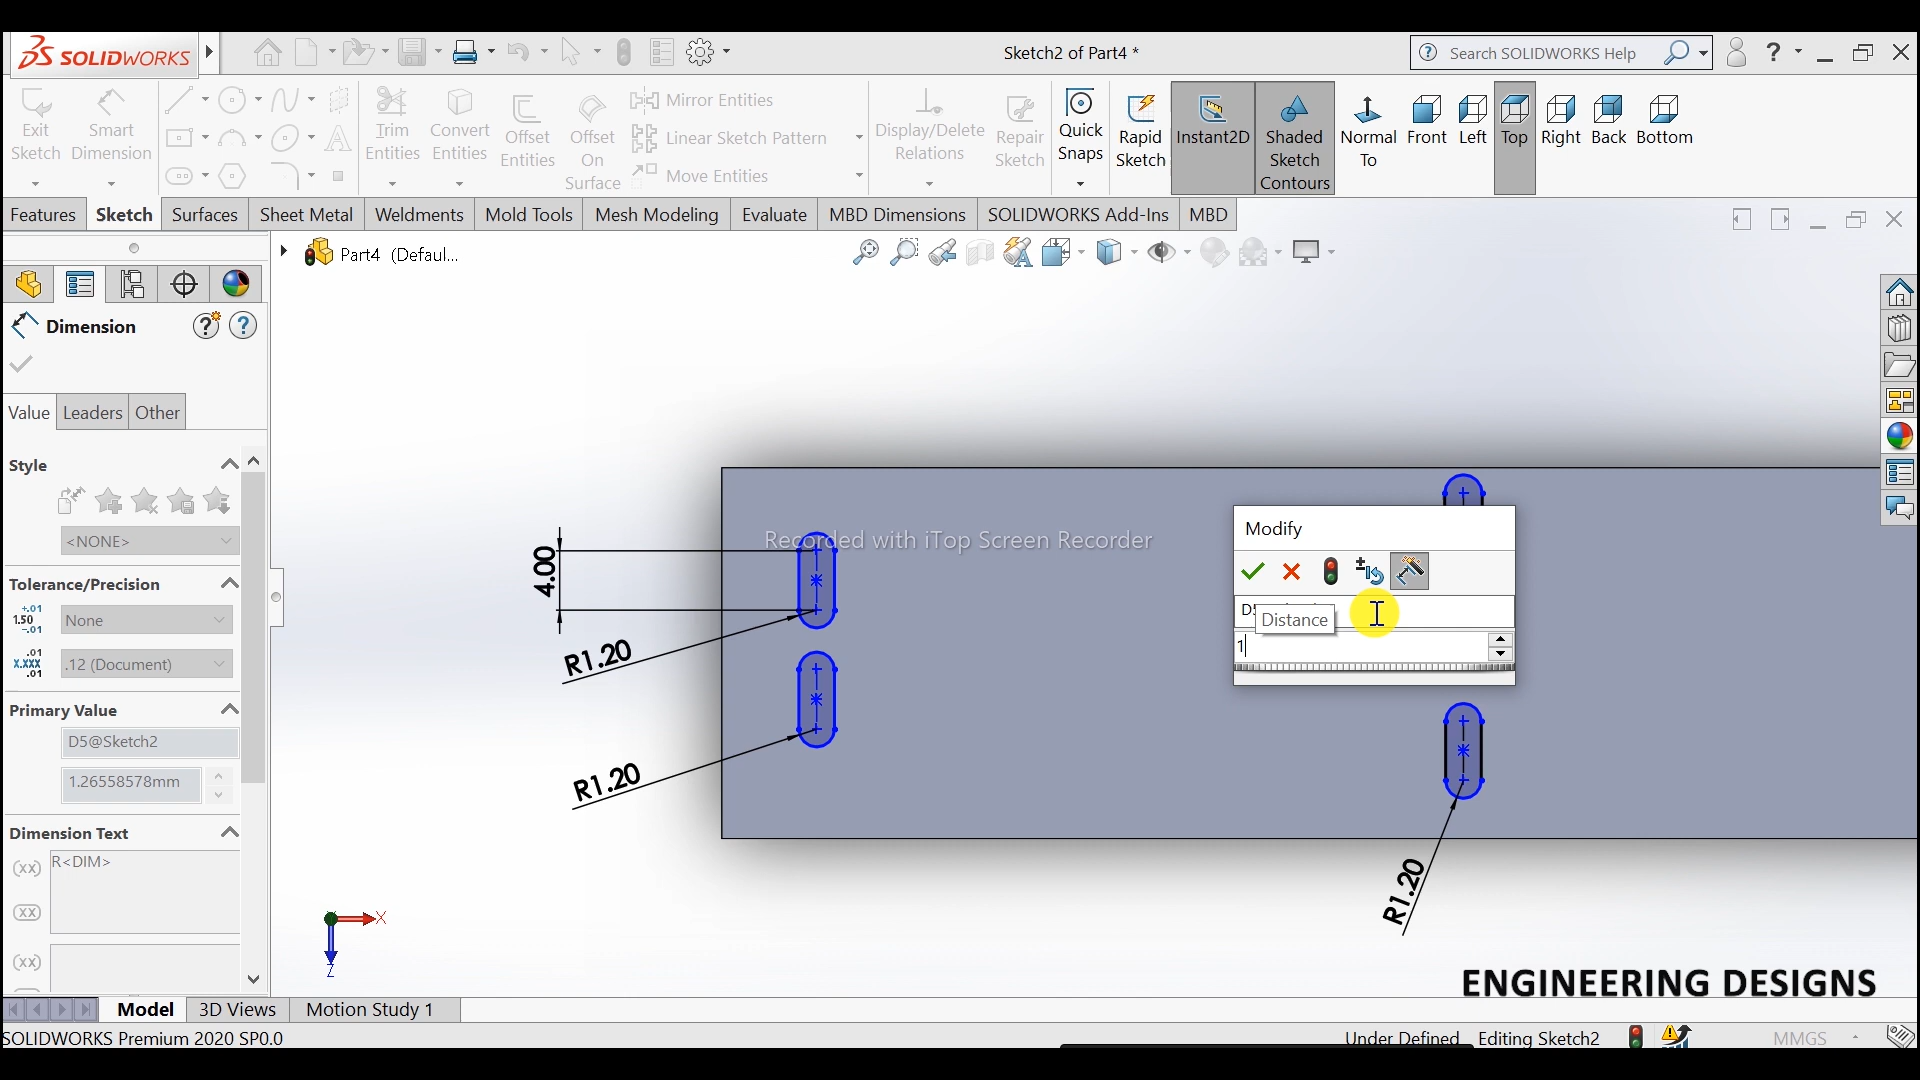 SOLIDWORKS
Sketch2 of Part4 *
Search SOLIDWORKS Help
?
Exit Sketch
Smart Dimension
Trim Entities
Convert Entities
Offset Entities
Offset On Surface
Mirror Entities
Linear Sketch Pattern
Move Entities
Display/Delete Relations
Repair Sketch
Quick Snaps
Rapid Sketch
Instant2D
Shaded Sketch Contours
Normal To
Front
Left
Top
Right
Back
Bottom
Features
Sketch
Surfaces
Sheet Metal
Weldments
Mold Tools
Mesh Modeling
Evaluate
MBD Dimensions
SOLIDWORKS Add-Ins
MBD
Part4 (Defaul...
Dimension
Value
Leaders
Other
Style
<NONE>
Tolerance/Precision
None
.12 (Document)
Primary Value
D5@Sketch2
1.26558578mm
Dimension Text
R<DIM>
Recorded with iTop Screen Recorder
4.00
R1.20
R1.20
R1.20
Modify
Distance
1
X
Z
ENGINEERING DESIGNS
Model
3D Views
Motion Study 1
SOLIDWORKS Premium 2020 SP0.0
Under Defined
Editing Sketch2
MMGS